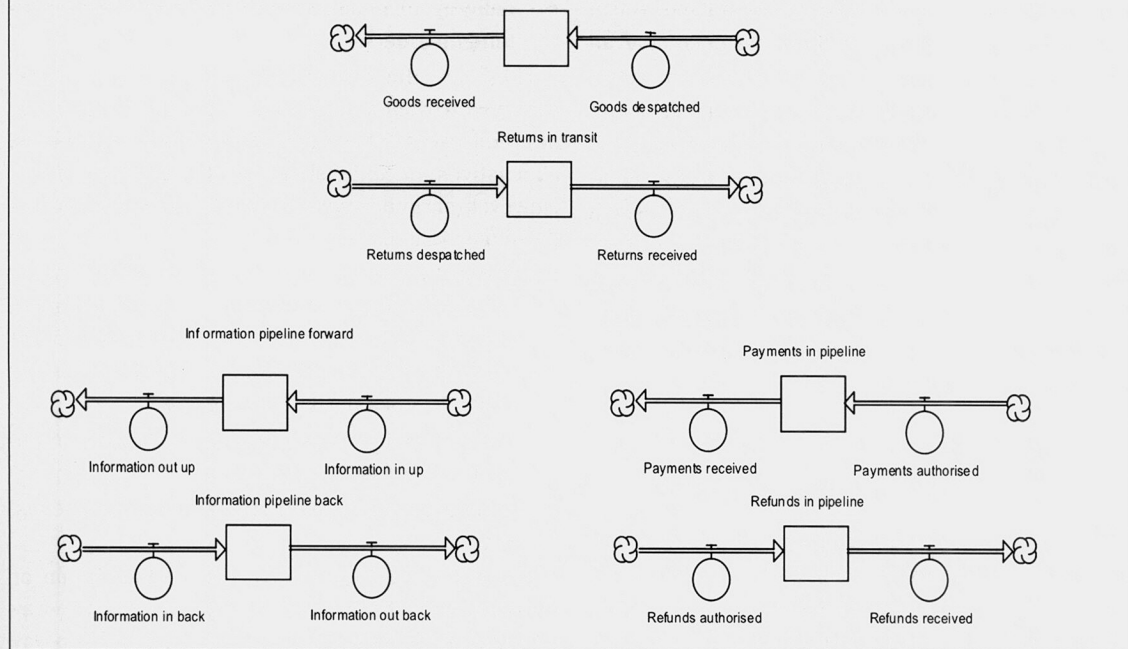 Goods received
Goods despatched
Returns in transit
Returns despatched
Returns received
Information pipeline forward
Payments in pipeline
Information out up
Information in up
Payments received
Payments authorised
Information pipeline back
Refunds in pipeline
Information in back
Information out back
Refunds authorised
Refunds received